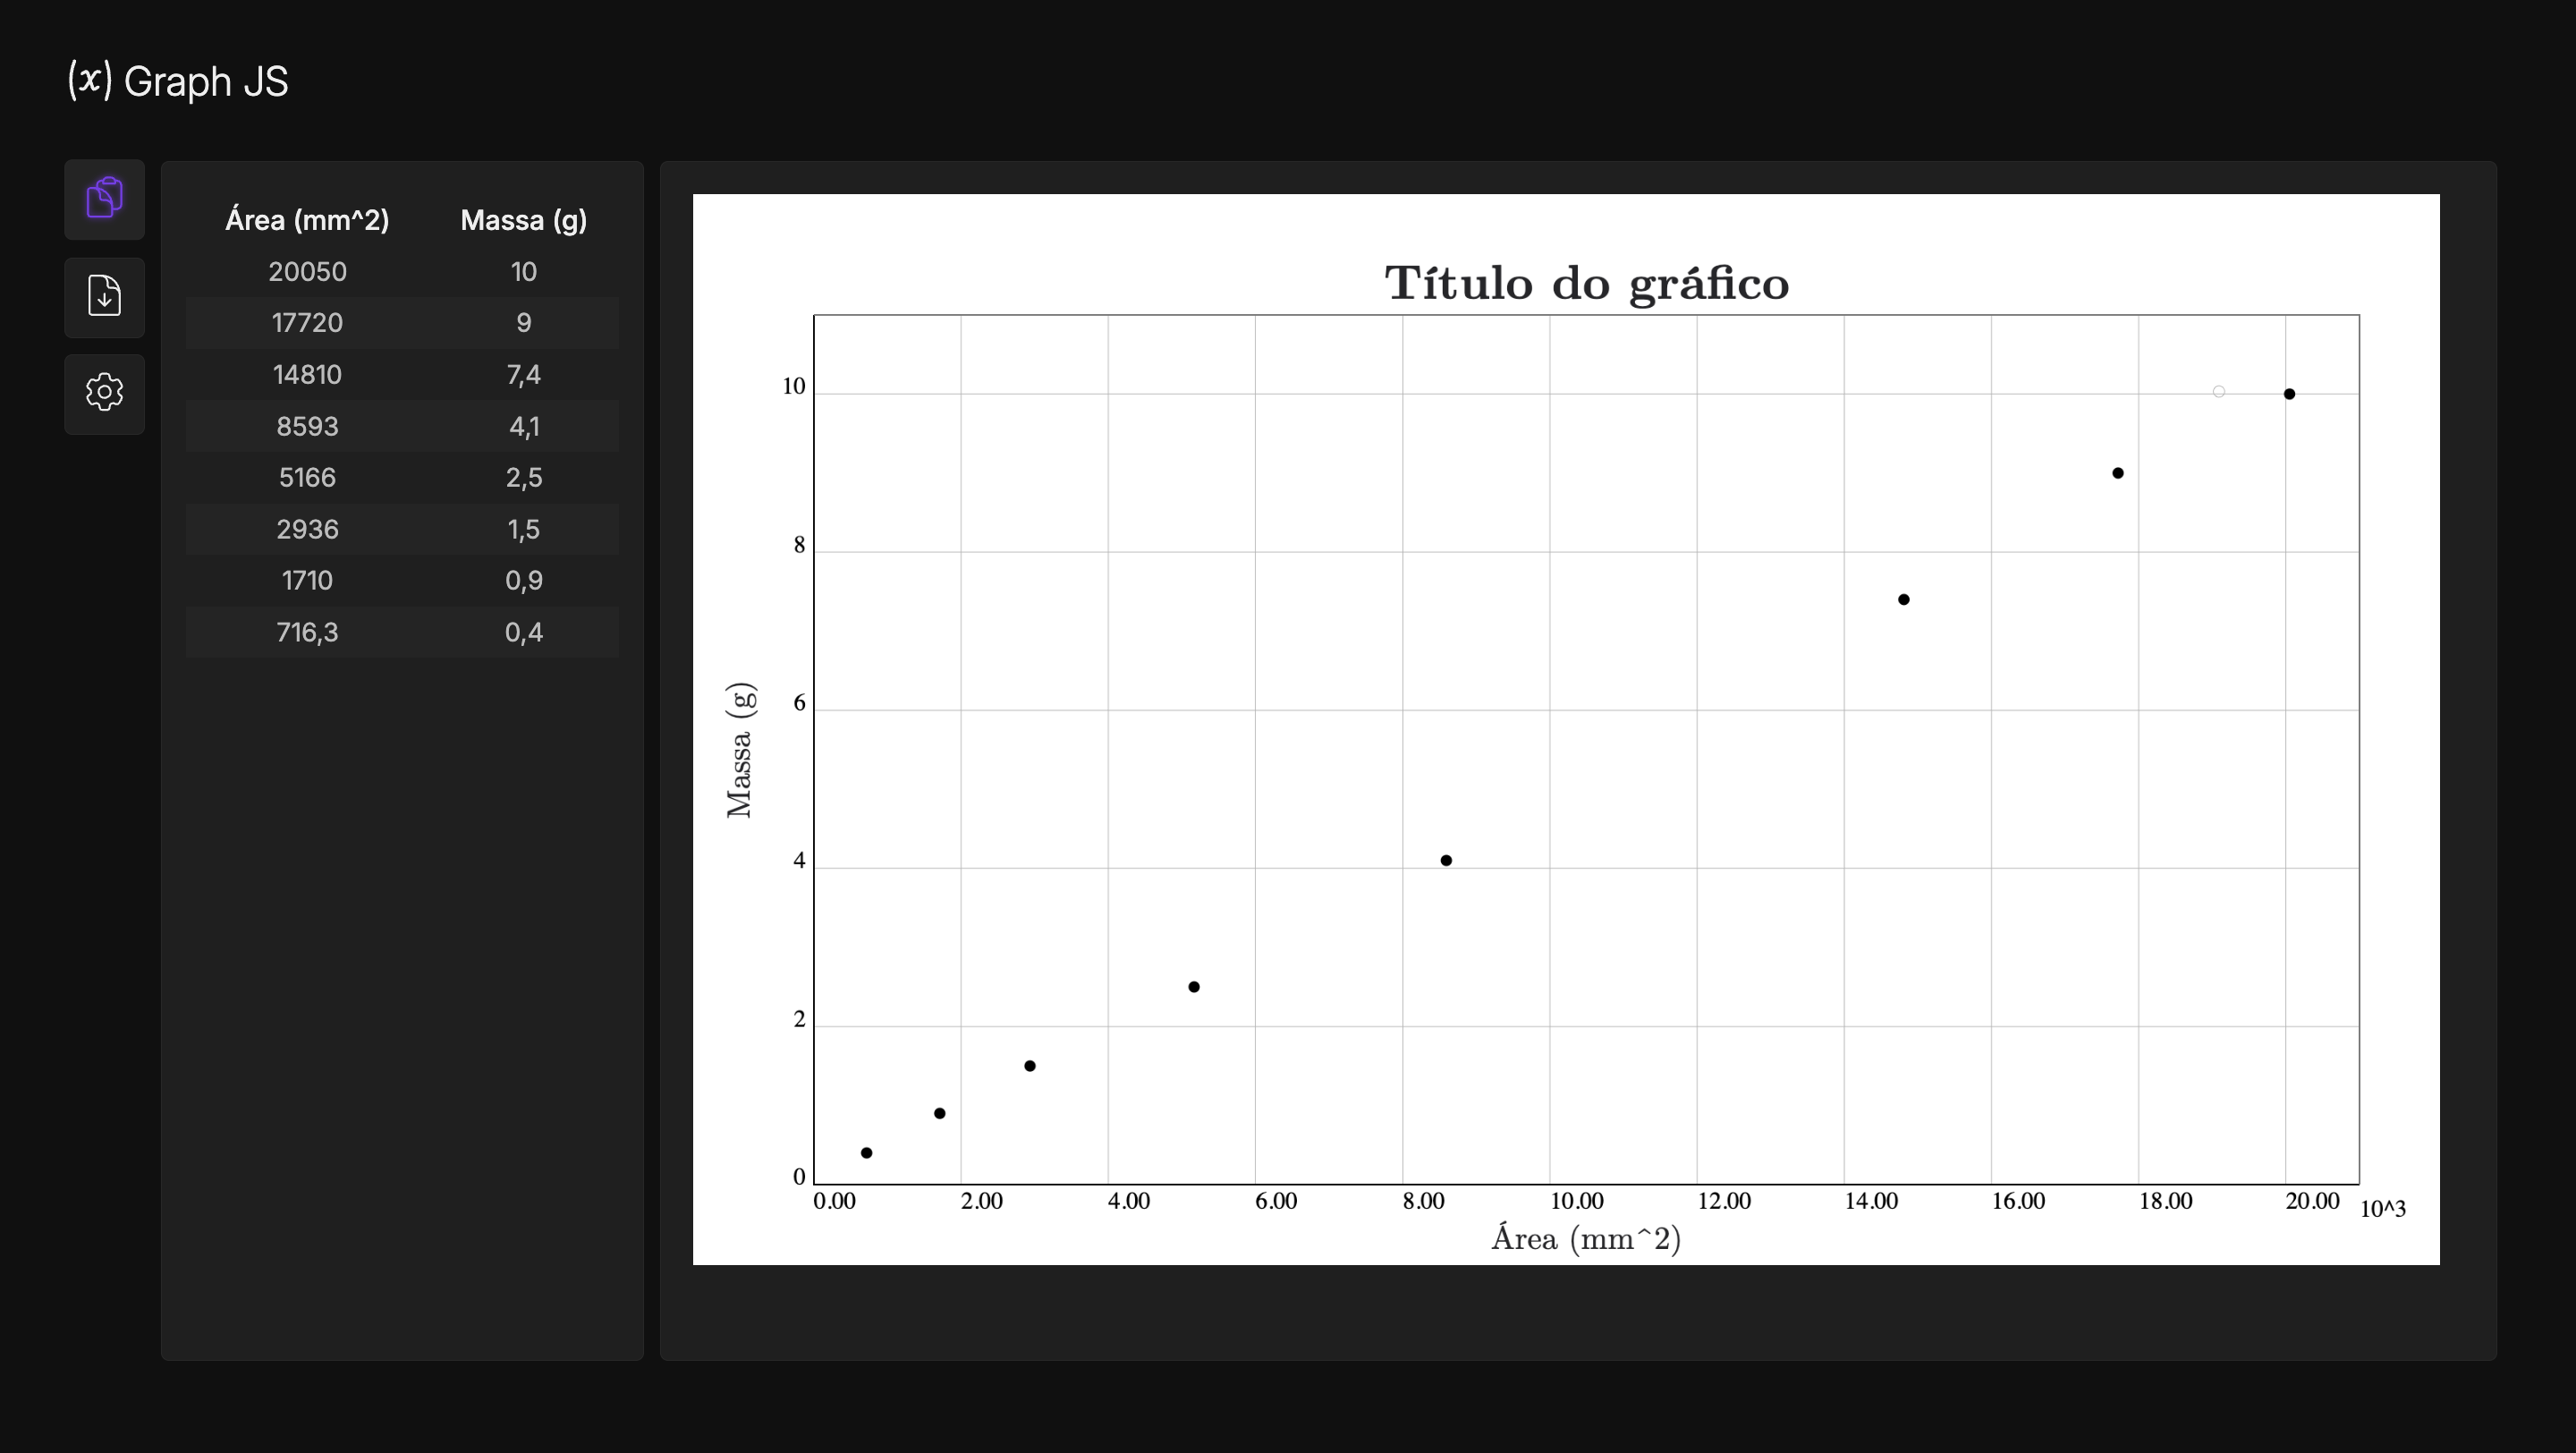 (x) Graph JS
Área (mm^2) Massa (g)
20050 10
17720 9
14810 7,4
8593 4,1
5166 2,5
2936 1,5
1710 0,9
716,3 0,4
Título do gráfico
10
8
6
4
2
0
Massa (g)
0.00 2.00 4.00 6.00 8.00 10.00 12.00 14.00 16.00 18.00 20.00 10^3
Área (mm^2)